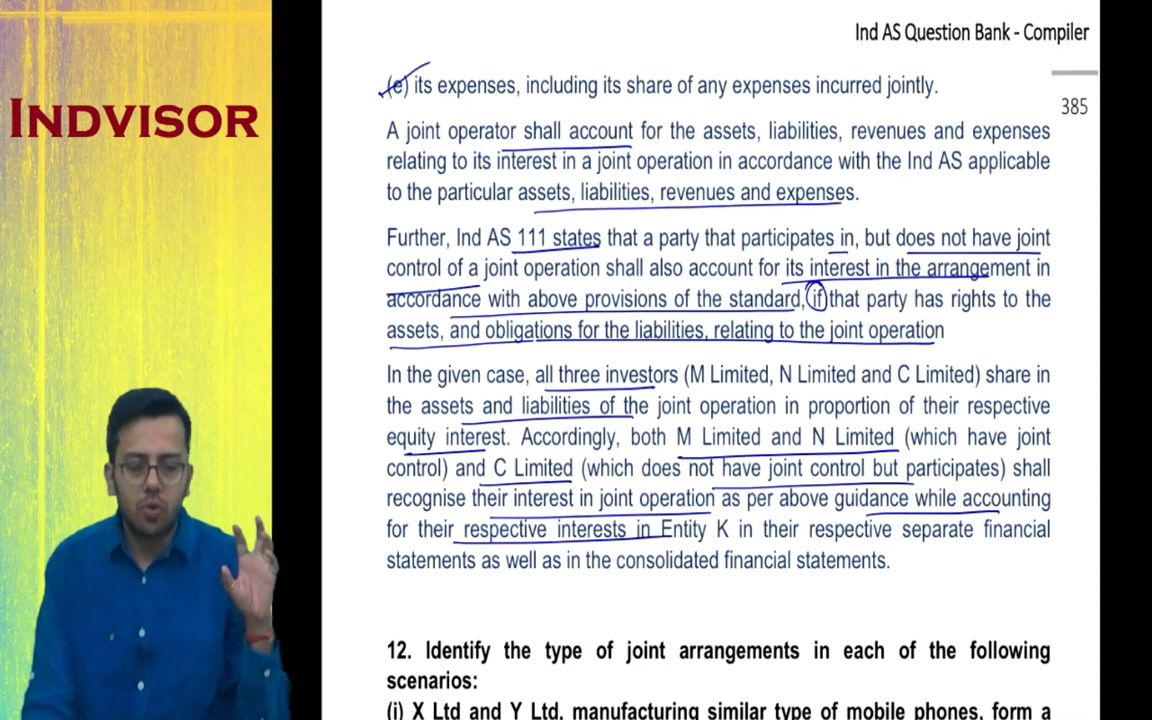 Ind AS Question Bank - Compiler
INDVISOR
(e) its expenses, including its share of any expenses incurred jointly.
385
A joint operator shall account for the assets, liabilities, revenues and expenses
relating to its interest in a joint operation in accordance with the Ind AS applicable
to the particular assets, liabilities, revenues and expenses.
Further, Ind AS 111 states that a party that participates in, but does not have joint
control of a joint operation shall also account for its interest in the arrangement in
accordance with above provisions of the standard, if that party has rights to the
assets, and obligations for the liabilities, relating to the joint operation
In the given case, all three investors (M Limited, N Limited and C Limited) share in
the assets and liabilities of the joint operation in proportion of their respective
equity interest. Accordingly, both M Limited and N Limited (which have joint
control) and C Limited (which does not have joint control but participates) shall
recognise their interest in joint operation as per above guidance while accounting
for their respective interests in Entity K in their respective separate financial
statements as well as in the consolidated financial statements.
12. Identify the type of joint arrangements in each of the following
scenarios:
(i) X Ltd and Y Ltd, manufacturing similar type of mobile phones, form a